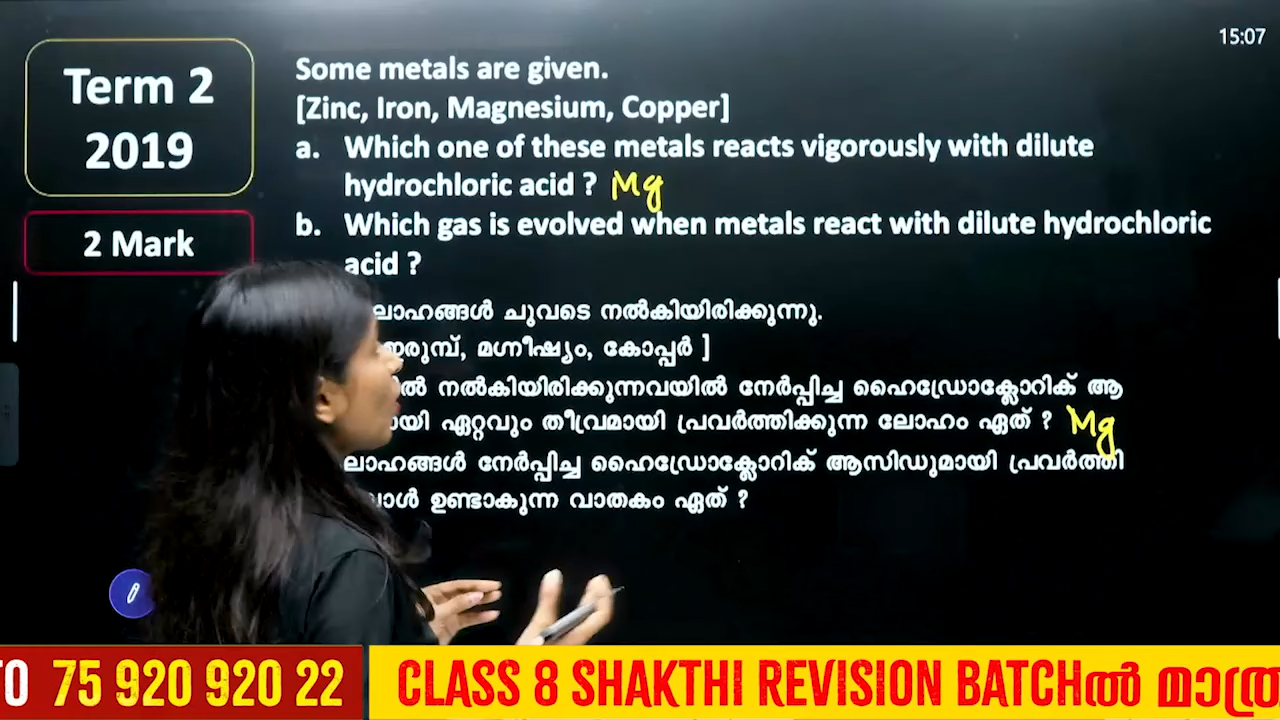 15:07
Term 2
2019
2 Mark
Some metals are given.
[Zinc, Iron, Magnesium, Copper]
a. Which one of these metals reacts vigorously with dilute
hydrochloric acid ? Mg
b. Which gas is evolved when metals react with dilute hydrochloric
acid ?
ലാഹങ്ങൾ ചുവടെ നൽകിയിരിക്കുന്നു.
ഇരുമ്പ്, മഗ്നീഷ്യം, കോപ്പർ ]
ൽ നൽകിയിരിക്കുന്നവയിൽ നേർപ്പിച്ച ഹൈഡ്രോക്ലോറിക് ആ
യി ഏറ്റവും തീവ്രമായി പ്രവർത്തിക്കുന്ന ലോഹം ഏത് ? Mg
ലാഹങ്ങൾ നേർപ്പിച്ച ഹൈഡ്രോക്ലോറിക് ആസിഡുമായി പ്രവർത്തി
ഉണ്ടാകുന്ന വാതകം ഏത് ?
TO 75 920 920 22
CLASS 8 SHAKTHI REVISION BATCHൽ മാത്ര